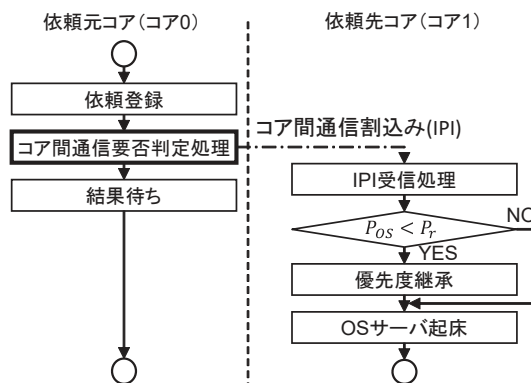 依頼元コア(コア0)
依頼登録
コア間通信要否判定処理
結果待ち
依頼先コア(コア1)
コア間通信割込み(IPI)
IPI受信処理
P_OS < P_r
NO
YES
優先度継承
OSサーバ起床